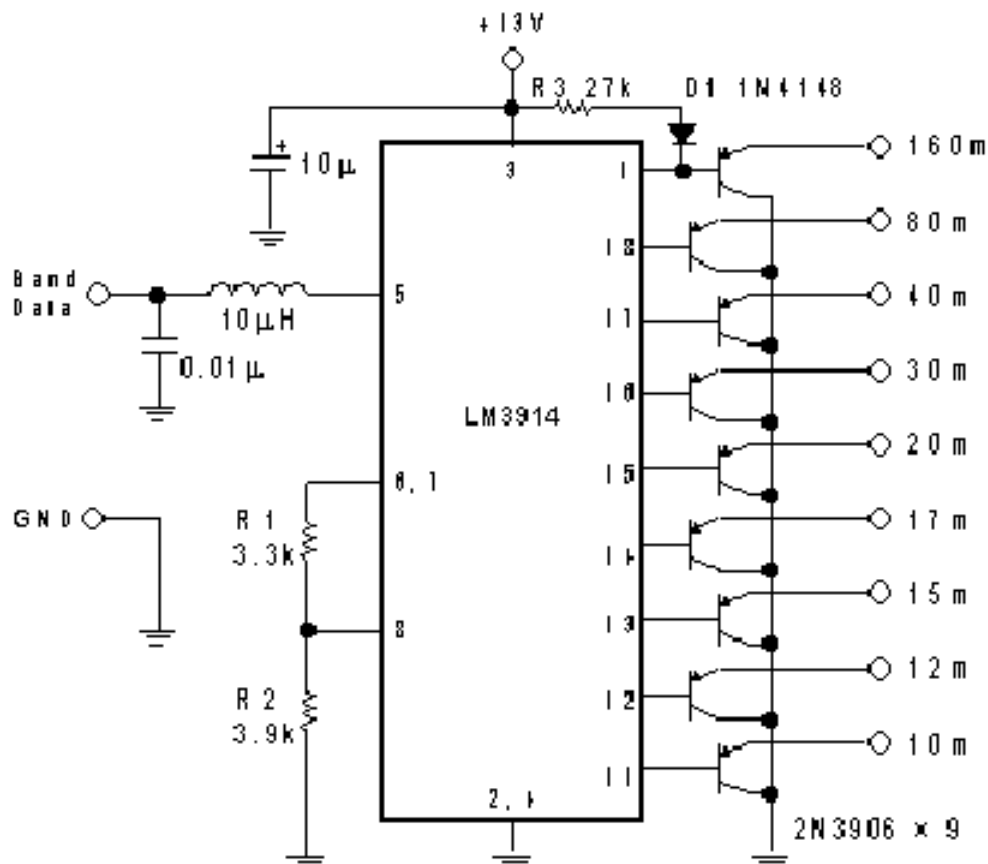 +13V
R3 27k
D1 1N4148
10µ
3
1
160m
18
80m
Band
Data
5
17
40m
10µH
0.01µ
16
30m
LM3914
15
20m
6,7
GND
R1
3.3k
14
17m
8
13
15m
R2
3.9k
12
12m
11
10m
2,4
2N3906 × 9